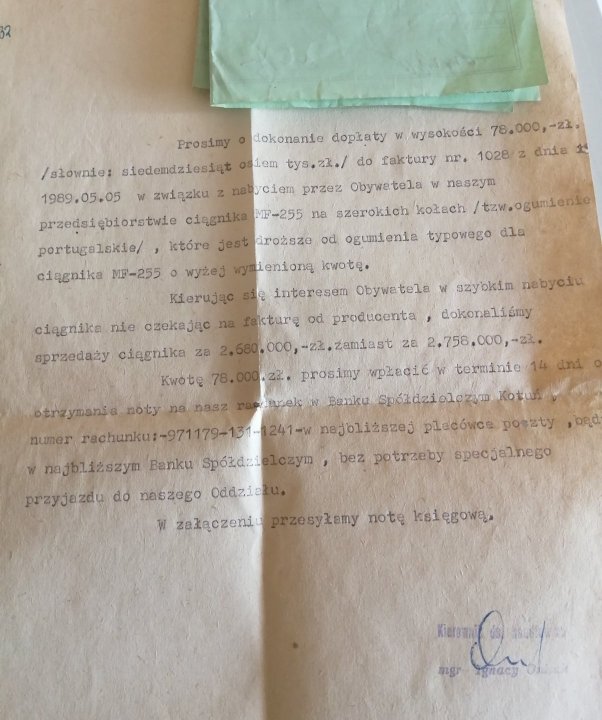 32
Prosimy o dokonanie dopłaty w wysokości 78.000,-zł.
/słownie: siedemdziesiąt osiem tys.zł./ do faktury nr. 1028 z dnia
1989.05.05 w związku z nabyciem przez Obywatela w naszym
przedsiębiorstwie ciągnika MF-255 na szerokich kołach /tzw.ogumienie
portugalskie/ , które jest droższe od ogumienia typowego dla
ciągnika MF-255 o wyżej wymienioną kwotę.
Kierując się interesem Obywatela w szybkim nabyciu
ciągnika nie czekając na fakturę od producenta , dokonaliśmy
sprzedaży ciągnika za 2.680.000,-zł.zamiast za 2.758.000,-zł.
Kwotę 78.000.zł. prosimy wpłacić w terminie 14 dni o
otrzymania noty na nasz rachunek w Banku Spółdzielczym Kotuń ,
numer rachunku:-971179-131-1241-w najbliższej placówce poczty ,bąd
w najbliższym Banku Spółdzielczym , bez potrzeby specjalnego
przyjazdu do naszego Oddziału.
W załączeniu przesyłamy notę księgową.
Kierownik
mgr Ignacy